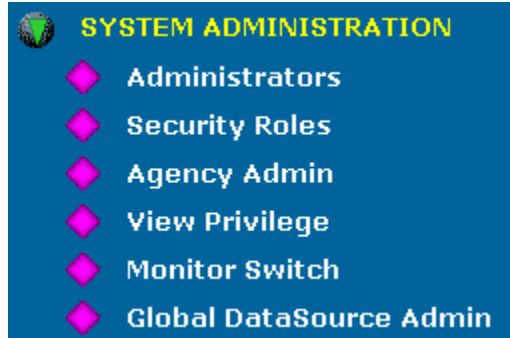 SYSTEM ADMINISTRATION
Administrators
Security Roles
Agency Admin
View Privilege
Monitor Switch
Global DataSource Admin